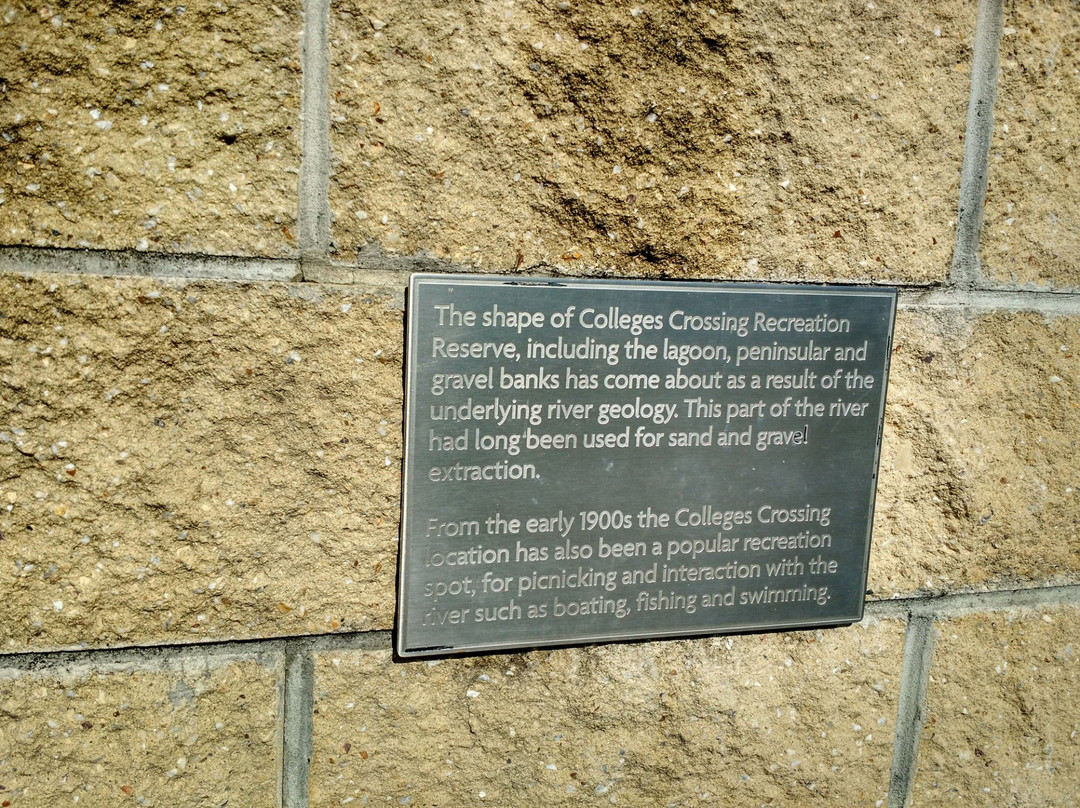 The shape of Colleges Crossing Recreation
Reserve, including the lagoon, peninsular and
gravel banks has come about as a result of the
underlying river geology. This part of the river
had long been used for sand and gravel
extraction.
From the early 1900s the Colleges Crossing
location has also been a popular recreation
spot, for picnicking and interaction with the
river such as boating, fishing and swimming.